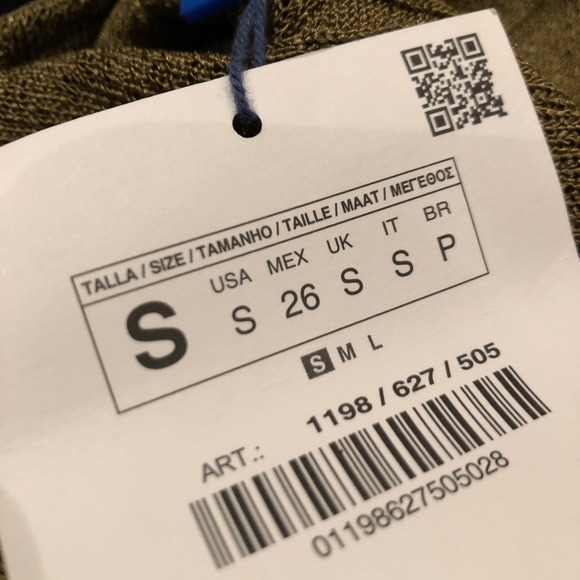 TALLA / SIZE / TAMANHO / TAILLE / MAAT / ΜΕΓΕΘΟΣ
USA MEX UK IT BR
S S 26 S S P
S M L
ART.: 1198 / 627 / 505
01198627505028